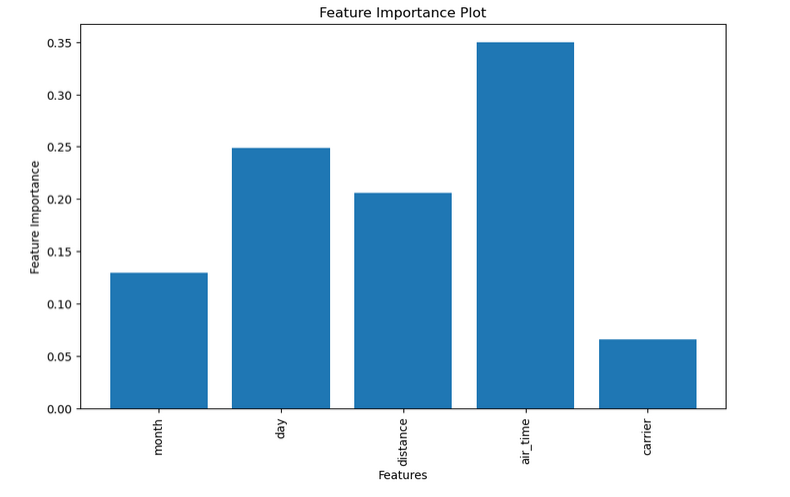 Feature Importance Plot
0.35
0.30
0.25
0.20
0.15
0.10
0.05
0.00
Feature Importance
month
day
distance
air_time
carrier
Features